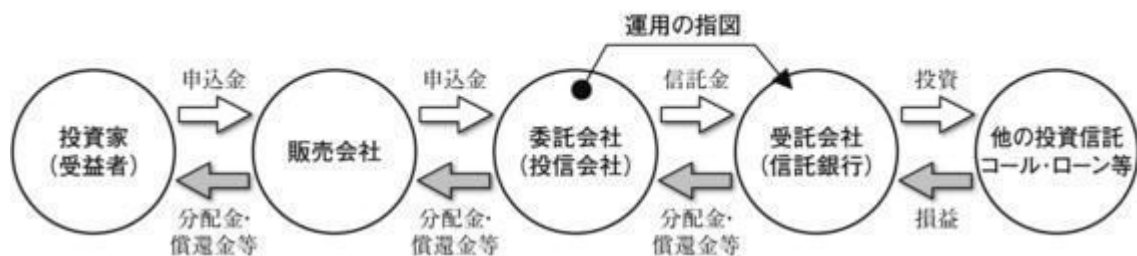 運用の指図
申込金
申込金
信託金
投資
投資家
(受益者)
販売会社
委託会社
(投信会社)
受託会社
(信託銀行)
他の投資信託
コール・ローン等
分配金・
償還金等
分配金・
償還金等
分配金・
償還金等
損益